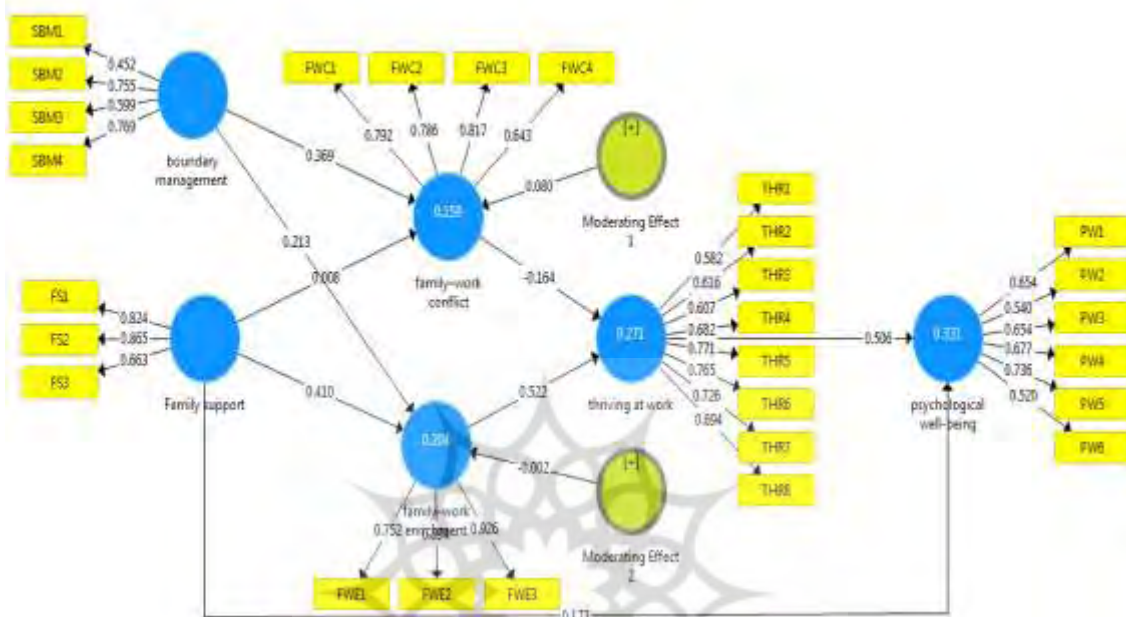 SBM1
SBM2
SBM3
SBM4
0.452
0.755
0.599
0.769
boundary
management
FWC1
FWC2
FWC3
FWC4
0.792
0.786
0.817
0.643
[+]
Moderating Effect
1
0.369
0.080
family-work
conflict
0.213
0.008
-0.164
FS1
FS2
FS3
0.824
0.865
0.663
Family support
0.410
0.522
0.204
family-work
enrichment
0.752
0.926
FWE1
FWE2
FWE3
-0.002
[+]
Moderating Effect
2
THR1
THR2
THR3
THR4
THR5
THR6
THR7
THR8
0.582
0.616
0.607
0.682
0.771
0.765
0.726
0.694
0.271
thriving at work
0.506
0.331
psychological
well-being
PW1
PW2
PW3
PW4
PW5
PW6
0.654
0.540
0.654
0.677
0.736
0.520